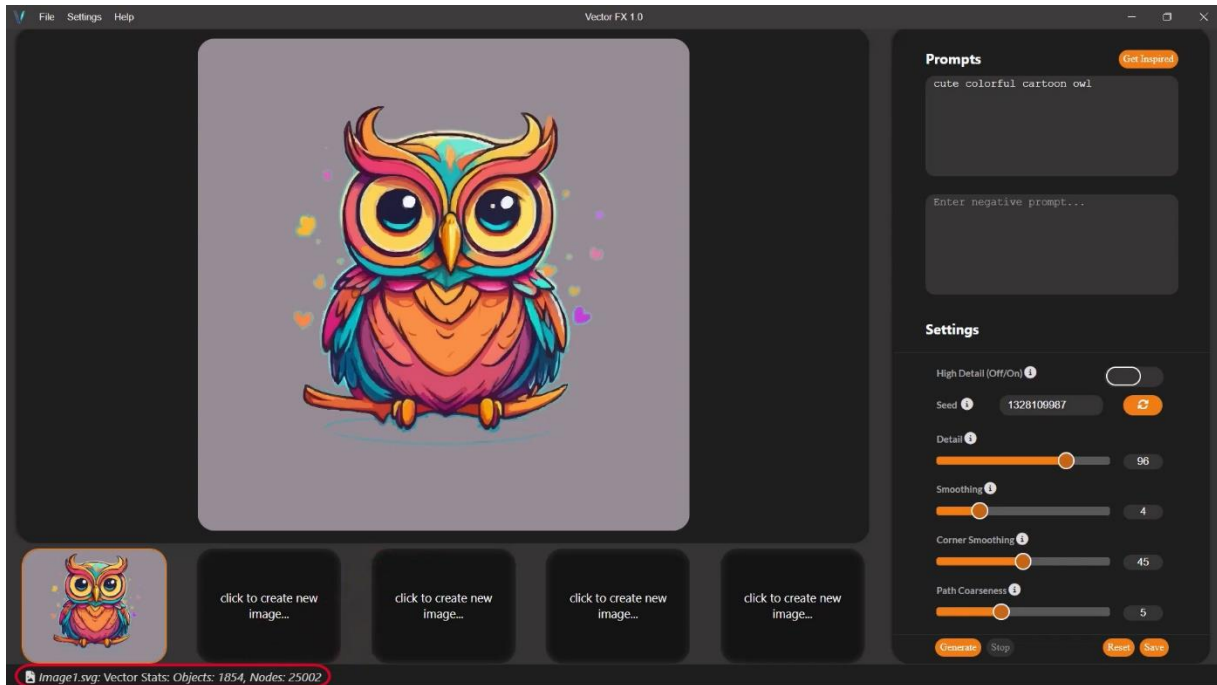 File Settings Help
Vector FX 1.0
Prompts
Get Inspired
cute colorful cartoon owl
Enter negative prompt...
Settings
High Detail (Off/On)
Seed
1328109987
Detail
96
Smoothing
4
Corner Smoothing
45
Path Coarseness
5
Generate Stop Reset Save
click to create new
image...
click to create new
image...
click to create new
image...
click to create new
image...
Image1.svg: Vector Stats: Objects: 1854, Nodes: 25002